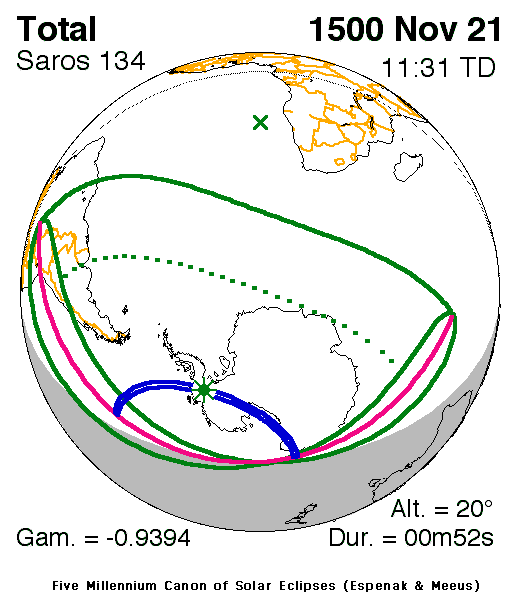 Total
1500 Nov 21
Saros 134
11:31 TD
Alt. = 20°
Gam. = -0.9394
Dur. = 00m52s
Five Millennium Canon of Solar Eclipses (Espenak & Meeus)